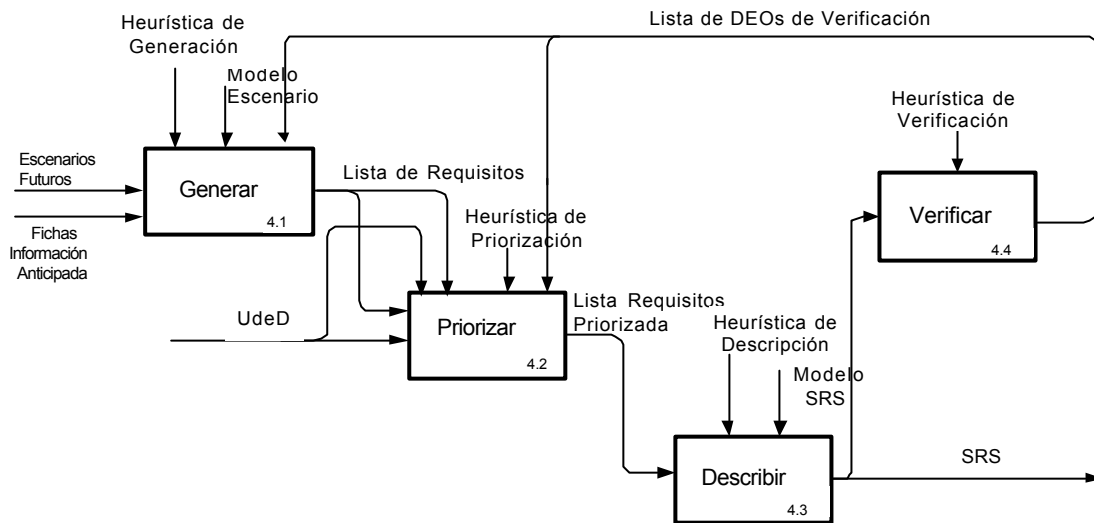 Lista de DEOs de Verificación
Heurística de
Generación
Modelo
Escenario
Heurística de
Verificación
Escenarios
Futuros
Generar
4.1
Lista de Requisitos
Verificar
4.4
Fichas
Información
Anticipada
Heurística de
Priorización
UdeD
Priorizar
4.2
Lista Requisitos
Priorizada
Heurística de
Descripción
Modelo
SRS
Describir
4.3
SRS